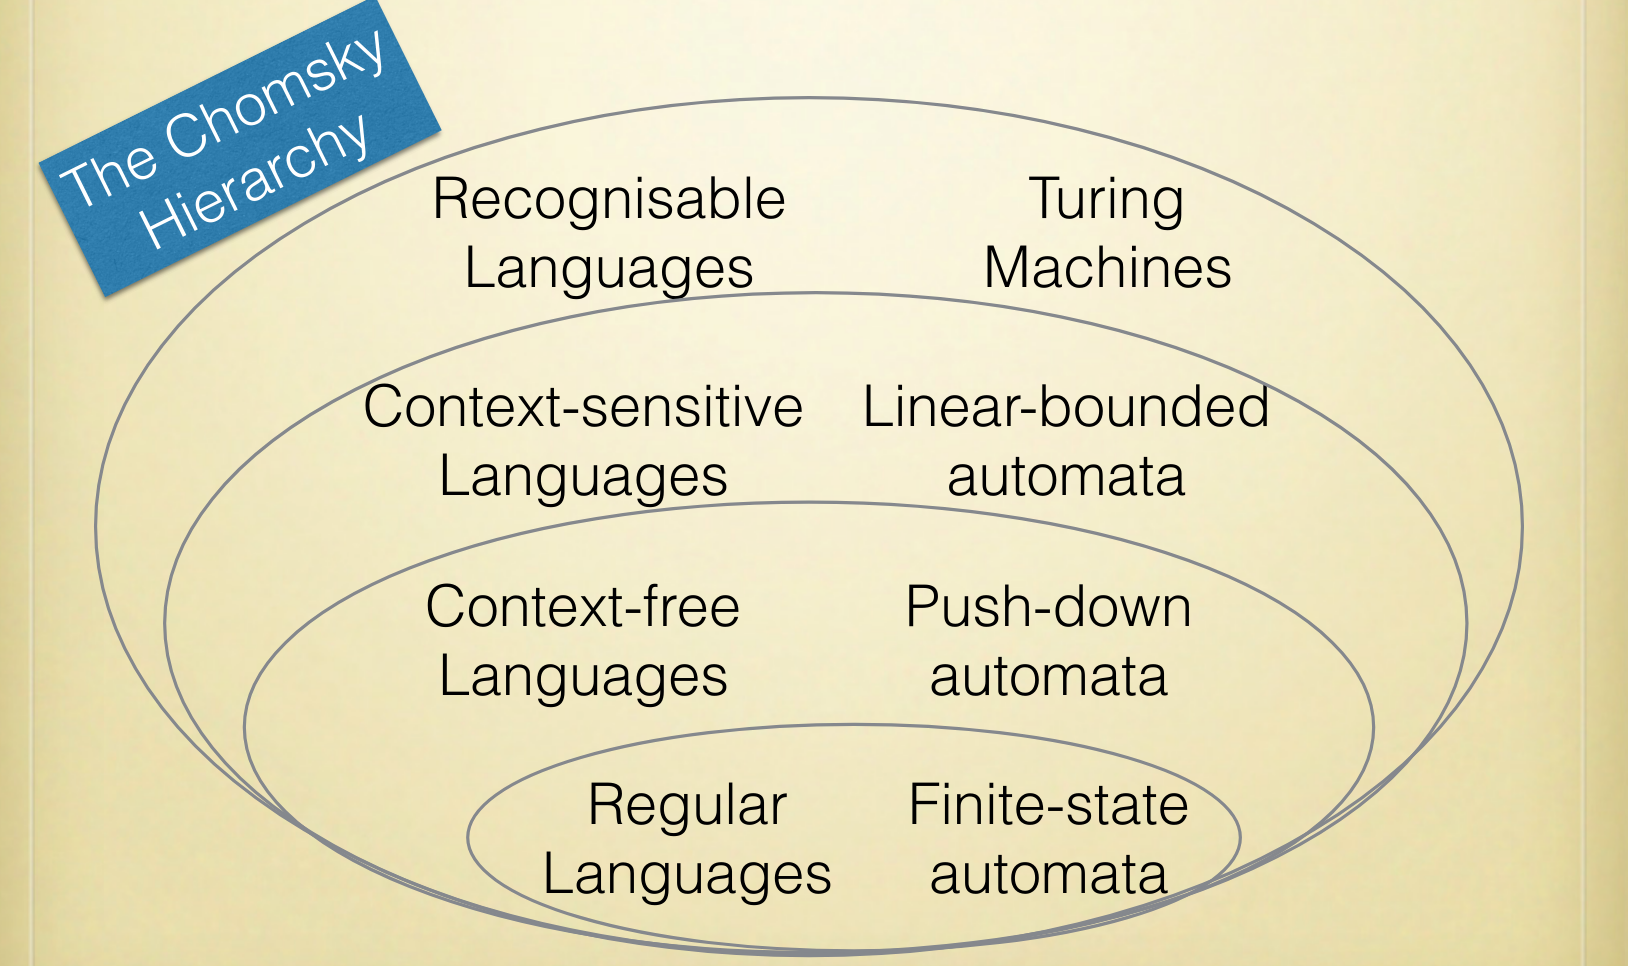 The Chomsky
Hierarchy
Recognisable
Languages
Turing
Machines
Context-sensitive
Languages
Linear-bounded
automata
Context-free
Languages
Push-down
automata
Regular
Languages
Finite-state
automata